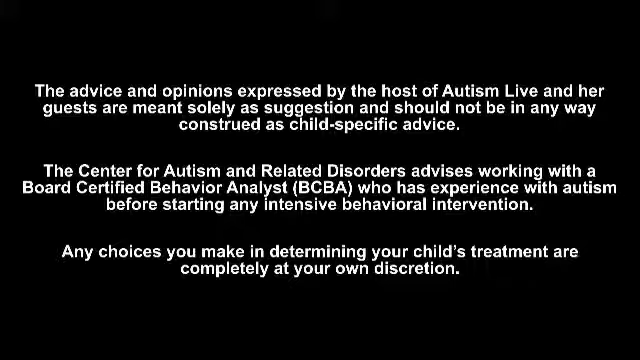 The advice and opinions expressed by the host of Autism Live and her
guests are meant solely as suggestion and should not be in any way
construed as child-specific advice.
The Center for Autism and Related Disorders advises working with a
Board Certified Behavior Analyst (BCBA) who has experience with autism
before starting any intensive behavioral intervention.
Any choices you make in determining your child's treatment are
completely at your own discretion.